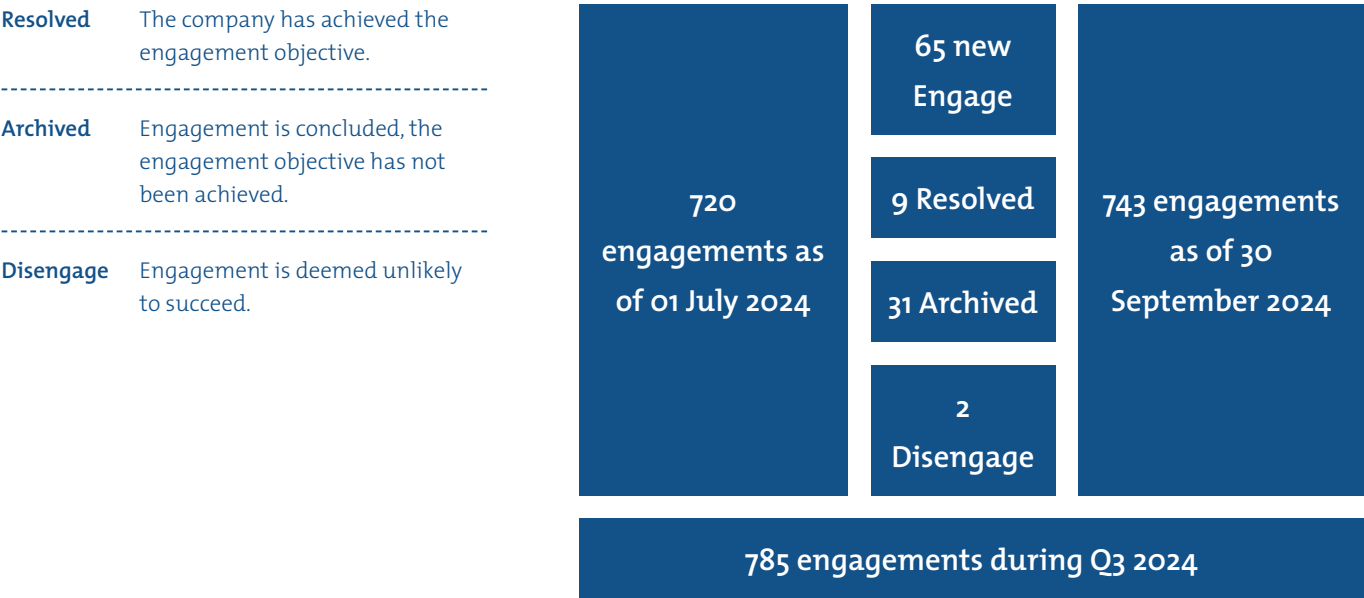 Resolved The company has achieved the
engagement objective.
Archived Engagement is concluded, the
engagement objective has not
been achieved.
Disengage Engagement is deemed unlikely
to succeed.
720
engagements as
of 01 July 2024
65 new
Engage
9 Resolved
31 Archived
2
Disengage
743 engagements
as of 30
September 2024
785 engagements during Q3 2024